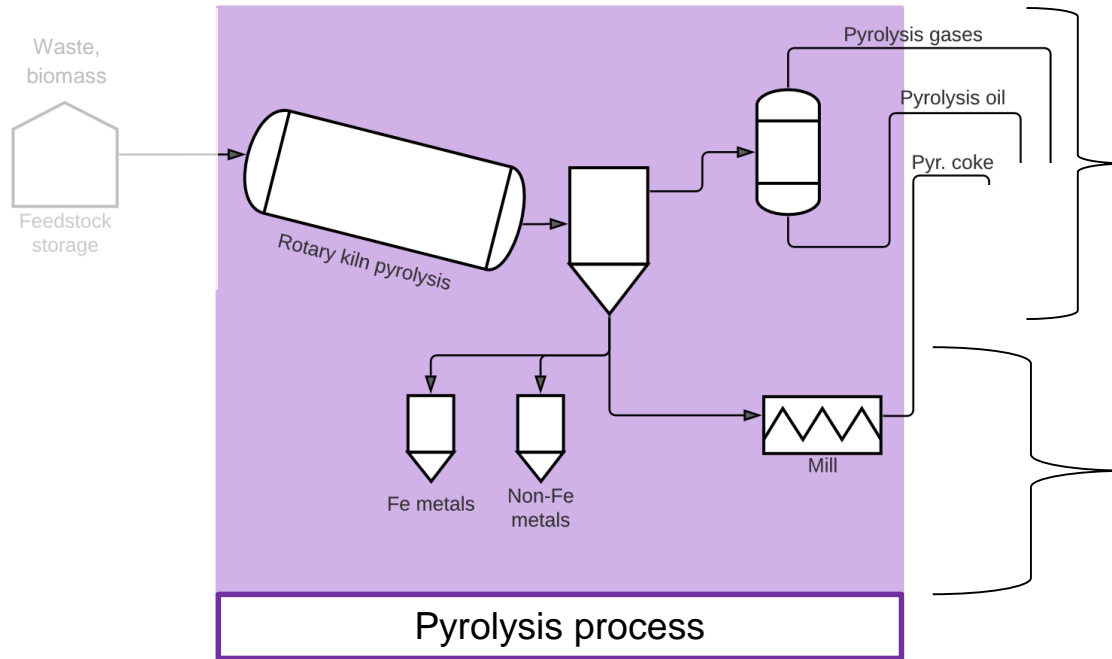 Waste,
biomass
Feedstock
storage
Rotary kiln pyrolysis
Pyrolysis gases
Pyrolysis oil
Pyr. coke
Fe metals
Non-Fe
metals
Mill
Pyrolysis process